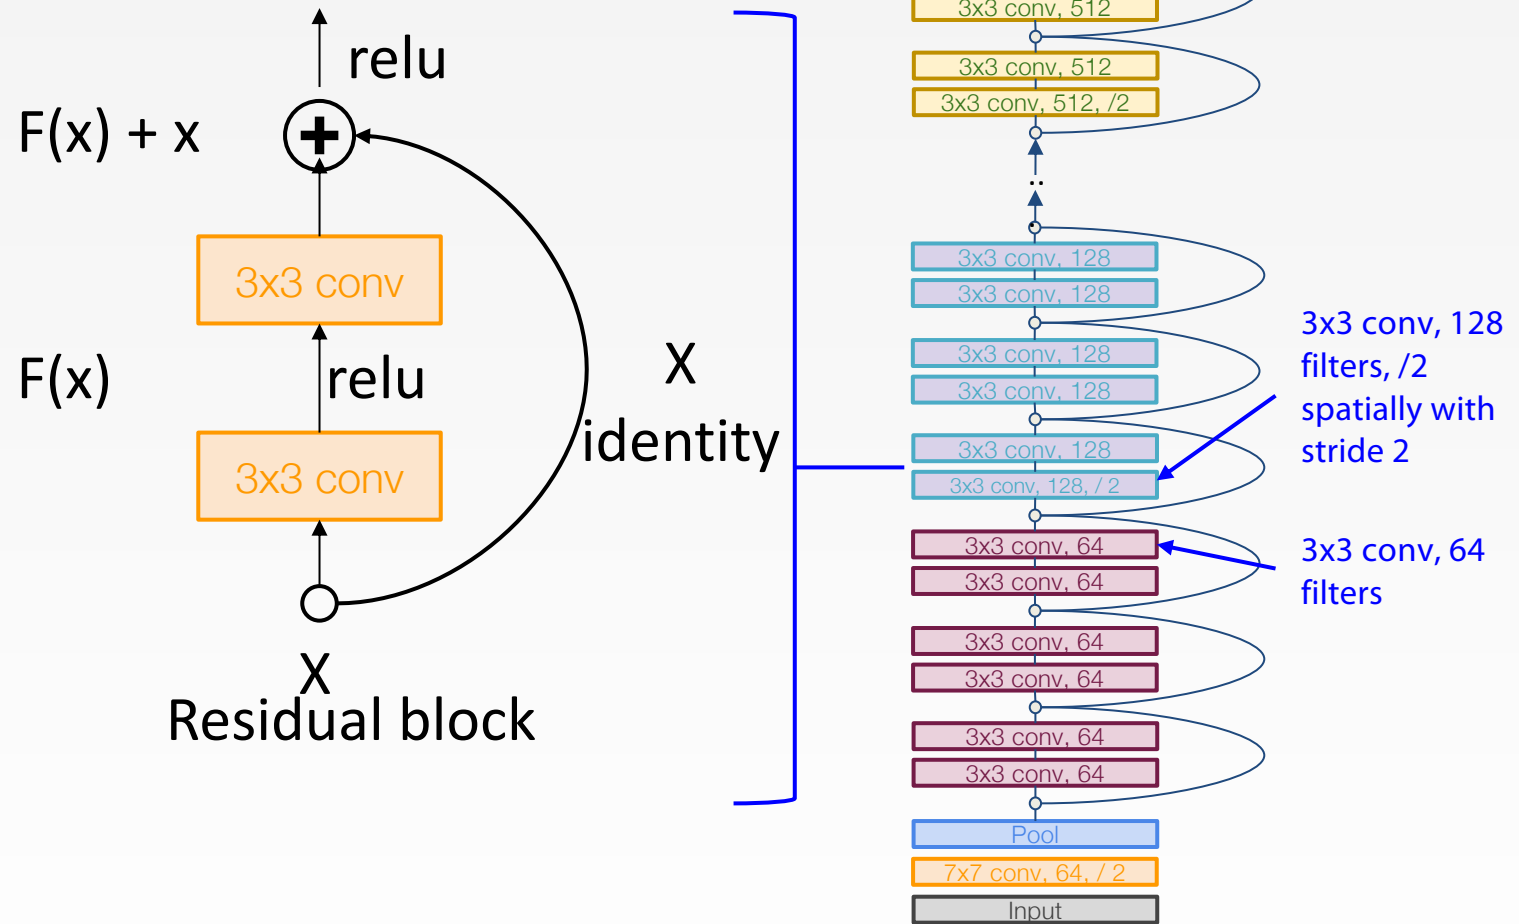 relu
F(x) + x
3x3 conv
F(x)
relu
X
identity
3x3 conv
X
Residual block
3x3 conv, 512
3x3 conv, 512
3x3 conv, 512, /2
..
3x3 conv, 128
3x3 conv, 128
3x3 conv, 128
3x3 conv, 128
3x3 conv, 128
3x3 conv, 128, / 2
3x3 conv, 64
3x3 conv, 64
3x3 conv, 64
3x3 conv, 64
3x3 conv, 64
3x3 conv, 64
Pool
7x7 conv, 64, / 2
Input
3x3 conv, 128
filters, /2
spatially with
stride 2
3x3 conv, 64
filters